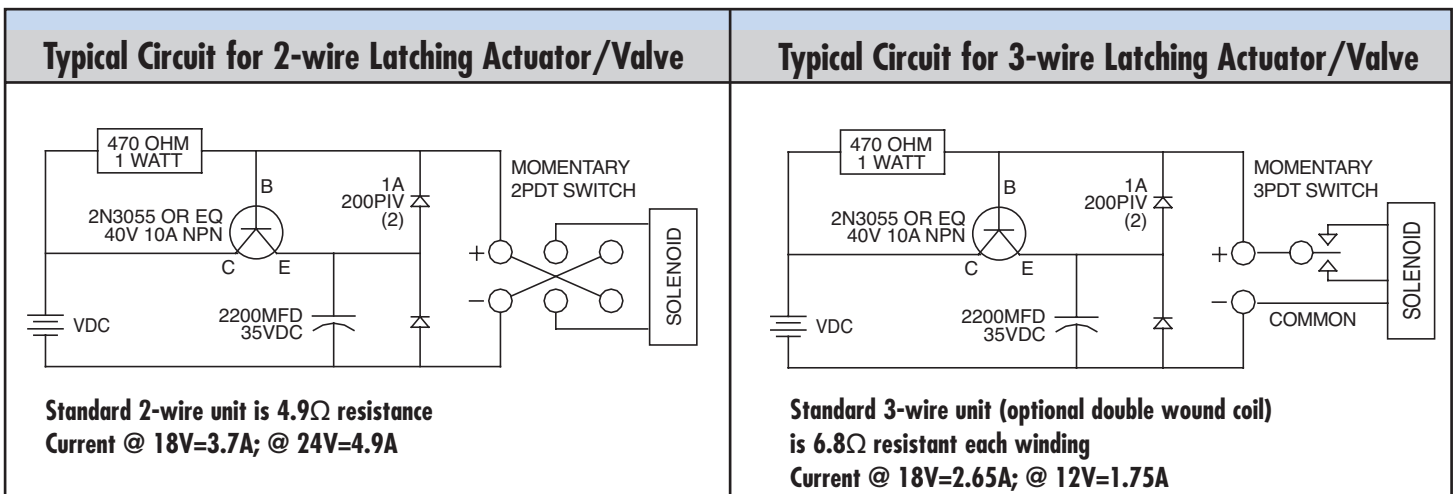 Typical Circuit for 2-wire Latching Actuator/Valve
470 OHM
1 WATT
B
2N3055 OR EQ
40V 10A NPN
C
E
1A
200PIV
(2)
MOMENTARY
2PDT SWITCH
+
–
SOLENOID
VDC
2200MFD
35VDC
Standard 2-wire unit is 4.9Ω resistance
Current @ 18V=3.7A; @ 24V=4.9A
Typical Circuit for 3-wire Latching Actuator/Valve
470 OHM
1 WATT
B
2N3055 OR EQ
40V 10A NPN
C
E
1A
200PIV
(2)
MOMENTARY
3PDT SWITCH
+
–
COMMON
SOLENOID
VDC
2200MFD
35VDC
Standard 3-wire unit (optional double wound coil)
is 6.8Ω resistant each winding
Current @ 18V=2.65A; @ 12V=1.75A